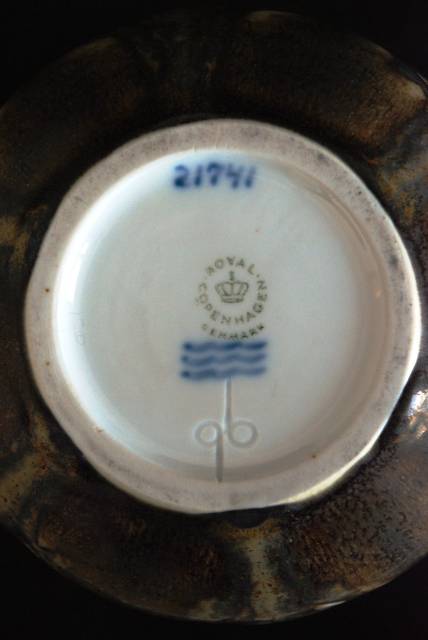 21741
ROYAL
COPENHAGEN
DENMARK